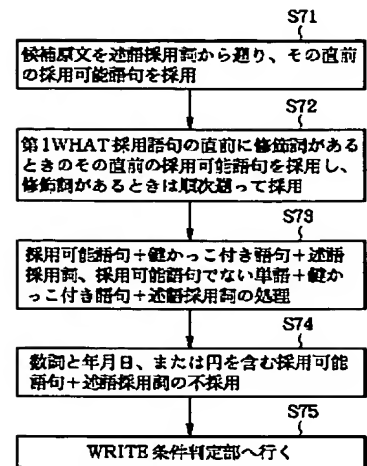 S71
候補原文を述語採用詞から遡り、その直前
の採用可能語句を採用
S72
第1WHAT採用語句の直前に修飾詞がある
ときのその直前の採用可能語句を採用し、
修飾詞があるときは順次遡って採用
S73
採用可能語句+鍵かっこ付き語句+述語
採用詞、採用可能語句でない単語+鍵か
っこ付き語句+述語採用詞の処理
S74
数詞と年月日、または円を含む採用可能
語句+述語採用詞の不採用
S75
WRITE条件判定部へ行く